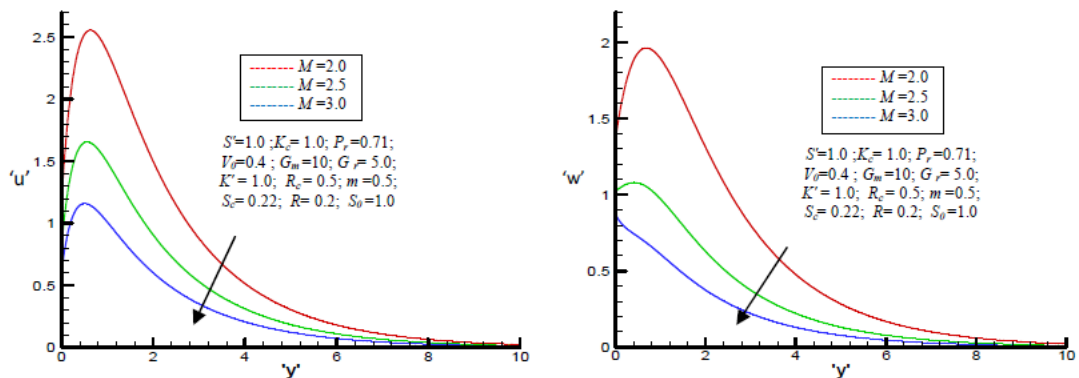 2.5
2
1.5
1
0.5
0
'u'
M=2.0
M=2.5
M=3.0
S'=1.0 ;Kc= 1.0; Pr=0.71;
V0=0.4 ; Gm=10; Gr= 5.0;
K' = 1.0; Rc= 0.5; m=0.5;
Sc= 0.22; R= 0.2; S0=1.0
0
2
4
6
8
10
'y'
2
1.5
1
0.5
0
'w'
M=2.0
M=2.5
M=3.0
S'=1.0 ;Kc= 1.0; Pr=0.71;
V0=0.4 ; Gm=10; Gr= 5.0;
K' = 1.0; Rc= 0.5; m=0.5;
Sc= 0.22; R= 0.2; S0=1.0
0
2
4
6
8
10
'y'